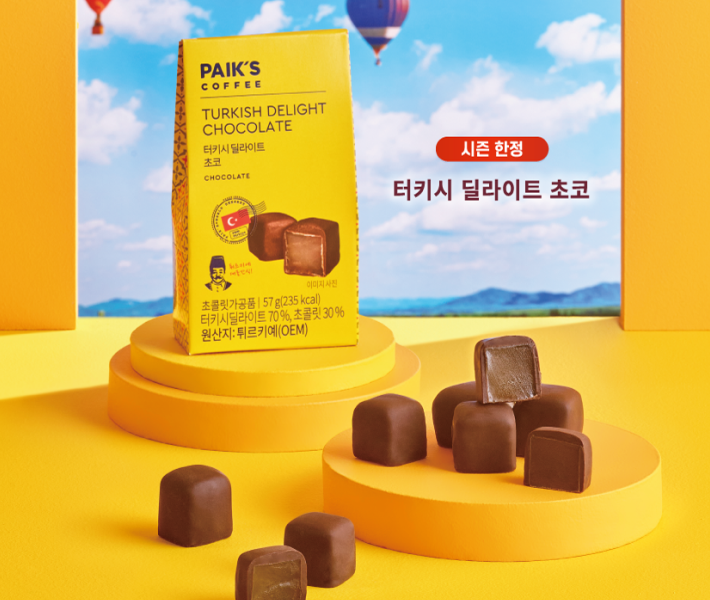 PAIK'S
COFFEE
TURKISH DELIGHT
CHOCOLATE
터키시 딜라이트
초코
CHOCOLATE
이미지 사진
초콜릿가공품 | 57 g(235 kcal)
터키시딜라이트 70 %, 초콜릿 30 %
원산지: 튀르키예(OEM)
시즌 한정
터키시 딜라이트 초코